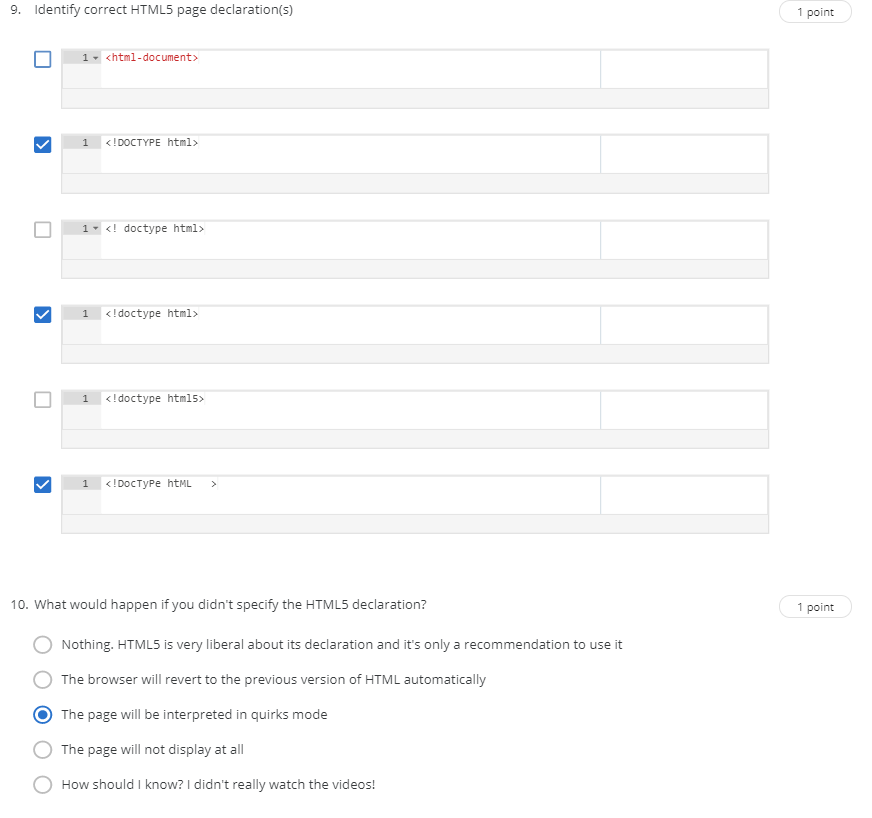 9. Identify correct HTML5 page declaration(s)
1 point
1 <html-document>
1 <!DOCTYPE html>
1 <! doctype html>
1 <!doctype html>
1 <!doctype html5>
1 <!DocTyPe htML   >
10. What would happen if you didn't specify the HTML5 declaration?
1 point
Nothing. HTML5 is very liberal about its declaration and it's only a recommendation to use it
The browser will revert to the previous version of HTML automatically
The page will be interpreted in quirks mode
The page will not display at all
How should I know? I didn't really watch the videos!